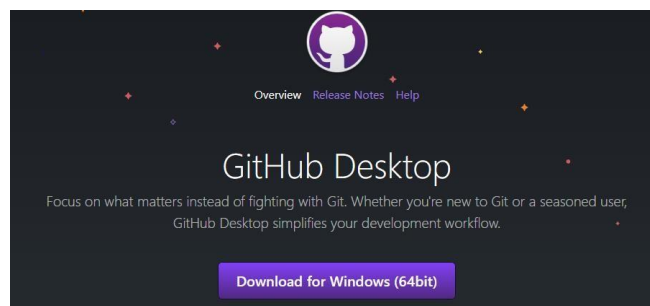 Overview Release Notes Help
GitHub Desktop
Focus on what matters instead of fighting with Git. Whether you're new to Git or a seasoned user,
GitHub Desktop simplifies your development workflow.
Download for Windows (64bit)